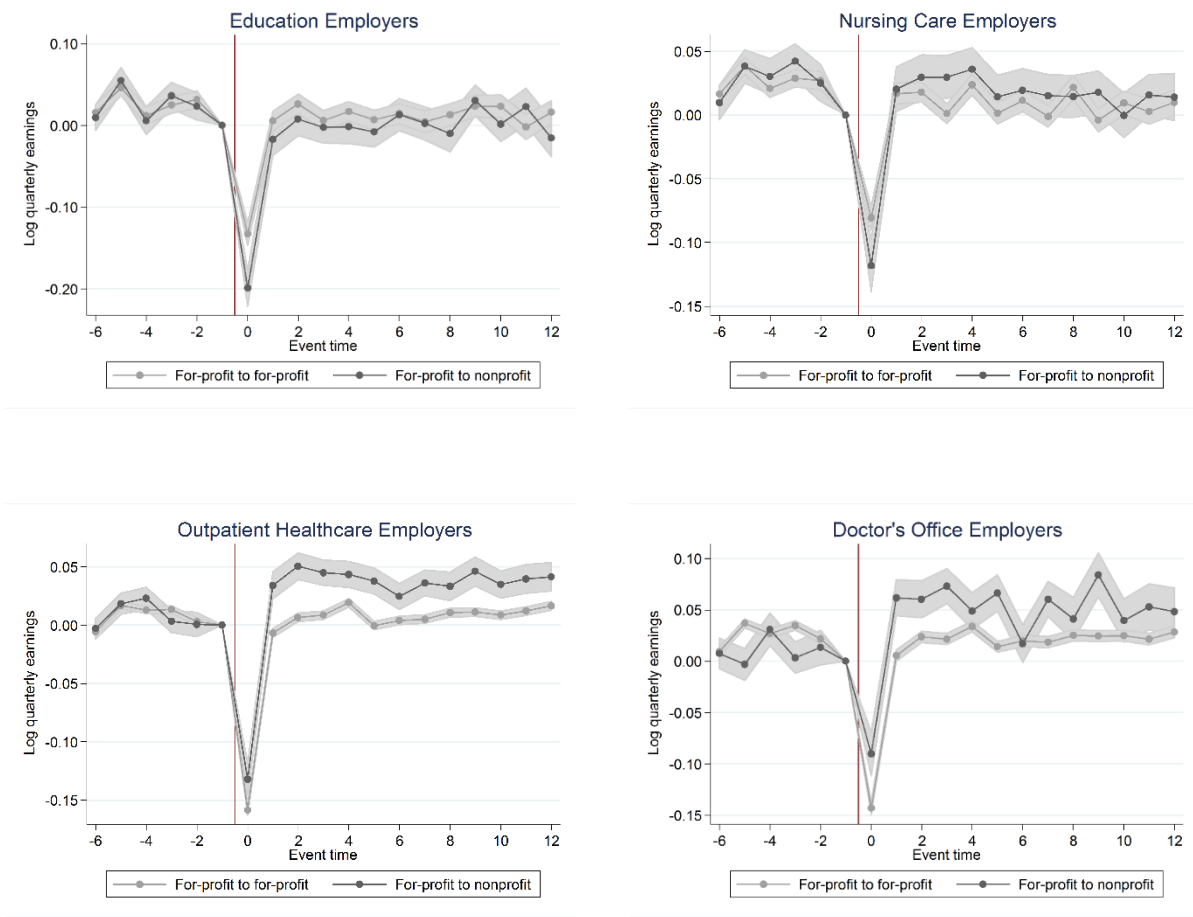 Education Employers
Log quarterly earnings
0.10
0.00
-0.10
-0.20
-6 -4 -2 0 2 4 6 8 10 12
Event time
For-profit to for-profit For-profit to nonprofit
Nursing Care Employers
Log quarterly earnings
0.05
0.00
-0.05
-0.10
-0.15
-6 -4 -2 0 2 4 6 8 10 12
Event time
For-profit to for-profit For-profit to nonprofit
Outpatient Healthcare Employers
Log quarterly earnings
0.05
0.00
-0.05
-0.10
-0.15
-6 -4 -2 0 2 4 6 8 10 12
Event time
For-profit to for-profit For-profit to nonprofit
Doctor's Office Employers
Log quarterly earnings
0.10
0.05
0.00
-0.05
-0.10
-0.15
-6 -4 -2 0 2 4 6 8 10 12
Event time
For-profit to for-profit For-profit to nonprofit